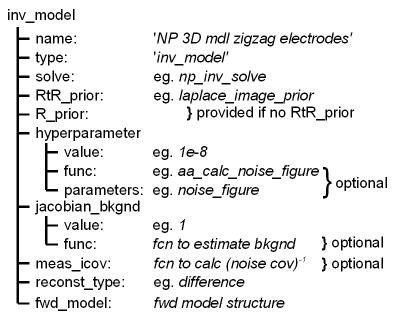 inv_model
name: 'NP 3D mdl zigzag electrodes'
type: 'inv_model'
solve: eg. np_inv_solve
RtR_prior: eg. laplace_image_prior
R_prior: } provided if no RtR_prior
hyperparameter
value: eg. 1e-8
func: eg. aa_calc_noise_figure
parameters: eg. noise_figure } optional
jacobian_bkgnd
value: eg. 1
func: fcn to estimate bkgnd } optional
meas_icov: fcn to calc (noise cov)⁻¹ } optional
reconst_type: eg. difference
fwd_model: fwd model structure